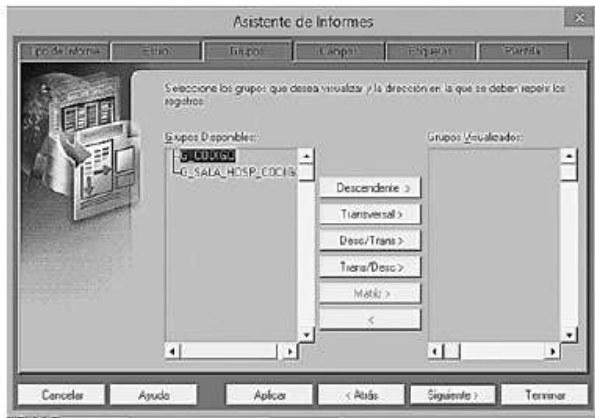 Asistente de Informes
Tipo de Informe Estilo Grupos Campos Etiquetas Plantilla
Seleccione los grupos que desea visualizar y la dirección en la que se deben repetir los
registros:
Grupos Disponibles: Grupos Visualizados:
G_CODIGO
G_SALA_HOSP_CODIG
Descendente >
Transversal >
Desc/Trans >
Trans/Desc >
Matriz >
<
Cancelar Ayuda Aplicar < Atrás Siguiente > Terminar